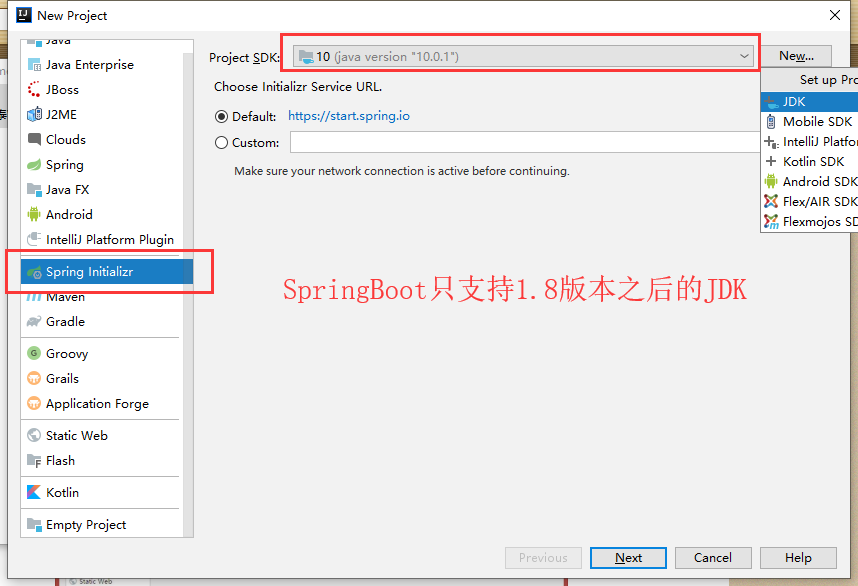 New Project
Java
Java Enterprise
JBoss
J2ME
Clouds
Spring
Java FX
Android
IntelliJ Platform Plugin
Spring Initializr
Maven
Gradle
Groovy
Grails
Application Forge
Static Web
Flash
Kotlin
Empty Project
Project SDK:
10 (java version "10.0.1")
New...
Choose Initializr Service URL.
Default: https://start.spring.io
Custom:
Make sure your network connection is active before continuing.
Set up Pro
JDK
Mobile SDK
IntelliJ Platfor
Kotlin SDK
Android SDK
Flex/AIR SDK
Flexmojos SD
SpringBoot只支持1.8版本之后的JDK
Previous
Next
Cancel
Help
Static Web